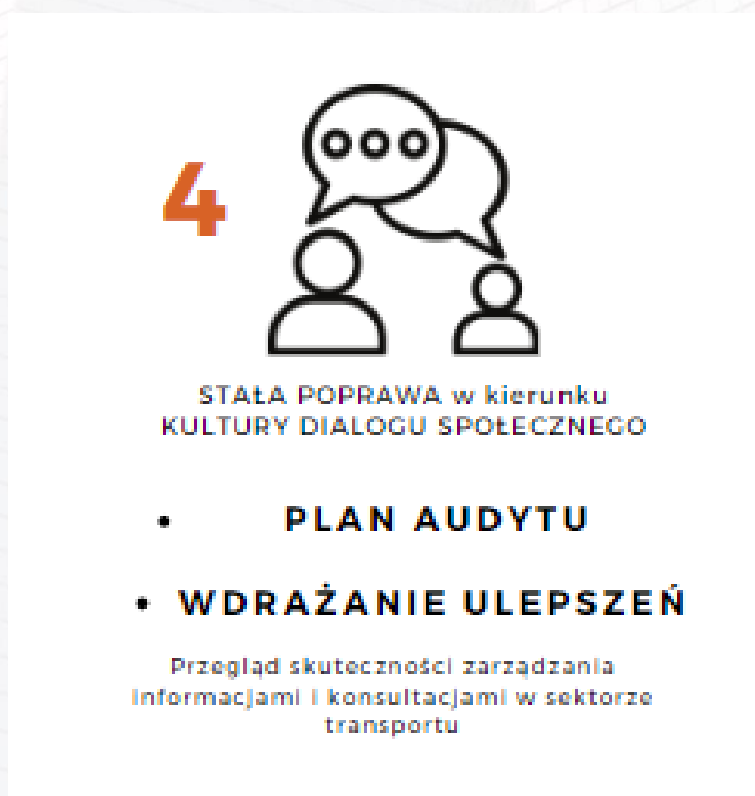 4
STAŁA POPRAWA w kierunku
KULTURY DIALOGU SPOŁECZNEGO
• PLAN AUDYTU
• WDRAŻANIE ULEPSZEŃ
Przegląd skuteczności zarządzania
informacjami i konsultacjami w sektorze
transportu